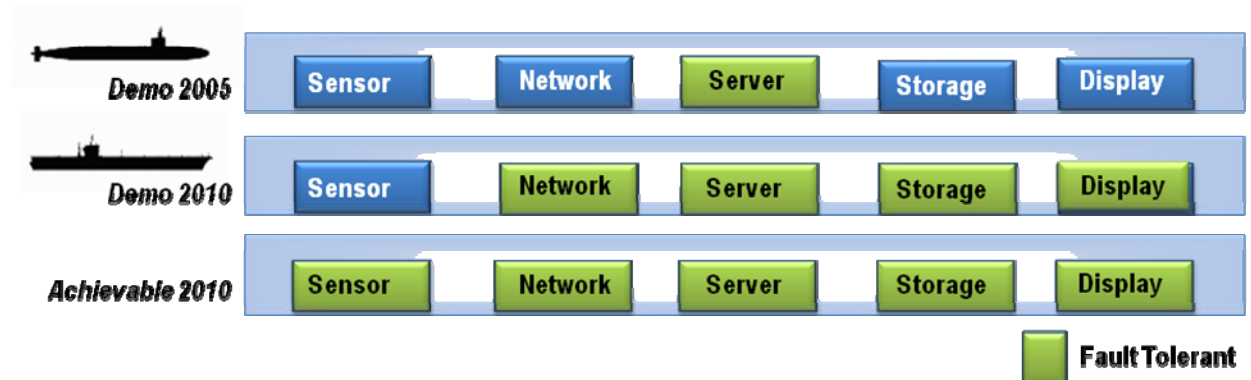 Demo 2005
Sensor Network Server Storage Display
Demo 2010
Sensor Network Server Storage Display
Achievable 2010
Sensor Network Server Storage Display
Fault Tolerant